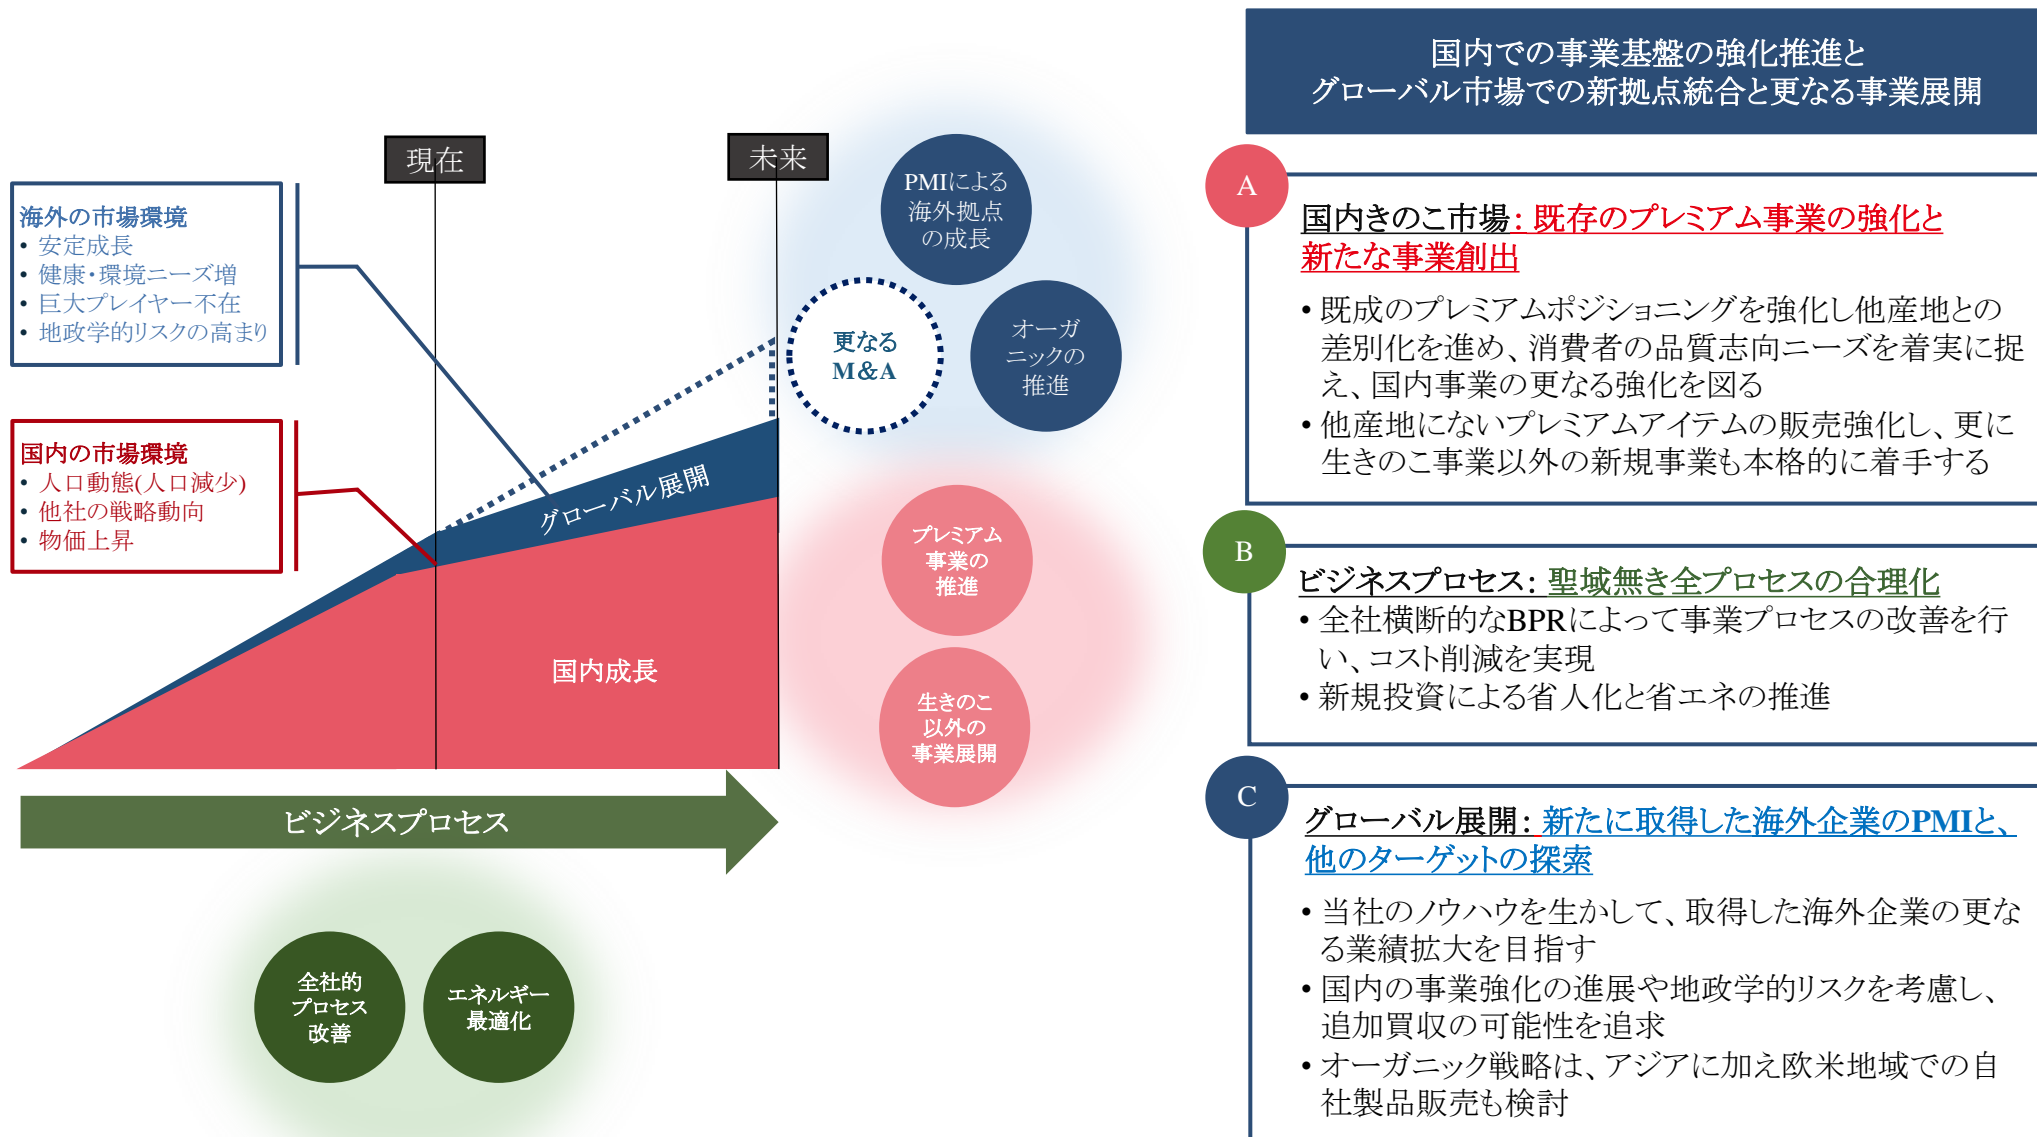 国内での事業基盤の強化推進と
グローバル市場での新拠点統合と更なる事業展開
現在
未来
海外の市場環境
• 安定成長
• 健康・環境ニーズ増
• 巨大プレイヤー不在
• 地政学的リスクの高まり
国内の市場環境
• 人口動態(人口減少)
• 他社の戦略動向
• 物価上昇
グローバル展開
国内成長
ビジネスプロセス
PMIによる
海外拠点
の成長
更なる
M&A
オーガ
ニックの
推進
プレミアム
事業の
推進
生きのこ
以外の
事業展開
全社的
プロセス
改善
エネルギー
最適化
A
国内きのこ市場：既存のプレミアム事業の強化と
新たな事業創出
• 既成のプレミアムポジショニングを強化し他産地との
差別化を進め、消費者の品質志向ニーズを着実に捉
え、国内事業の更なる強化を図る
• 他産地にないプレミアムアイテムの販売強化し、更に
生きのこ事業以外の新規事業も本格的に着手する
B
ビジネスプロセス：聖域無き全プロセスの合理化
• 全社横断的なBPRによって事業プロセスの改善を行
い、コスト削減を実現
• 新規投資による省人化と省エネの推進
C
グローバル展開：新たに取得した海外企業のPMIと、
他のターゲットの探索
• 当社のノウハウを生かして、取得した海外企業の更な
る業績拡大を目指す
• 国内の事業強化の進展や地政学的リスクを考慮し、
追加買収の可能性を追求
• オーガニック戦略は、アジアに加え欧米地域での自
社製品販売も検討